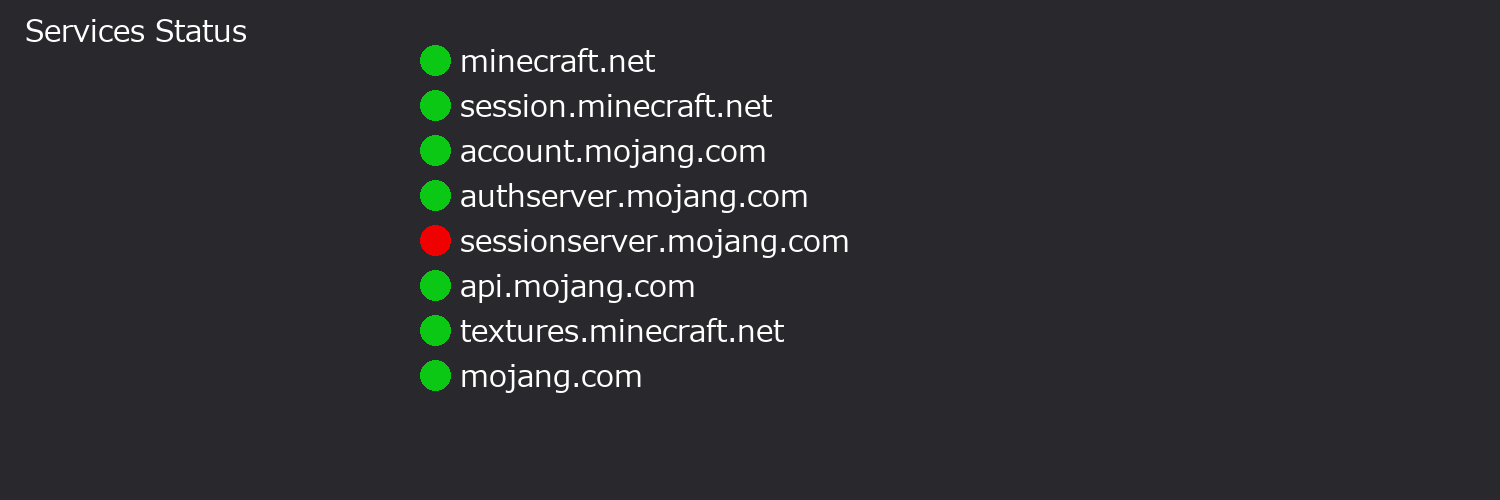 Services Status
minecraft.net
session.minecraft.net
account.mojang.com
authserver.mojang.com
sessionserver.mojang.com
api.mojang.com
textures.minecraft.net
mojang.com